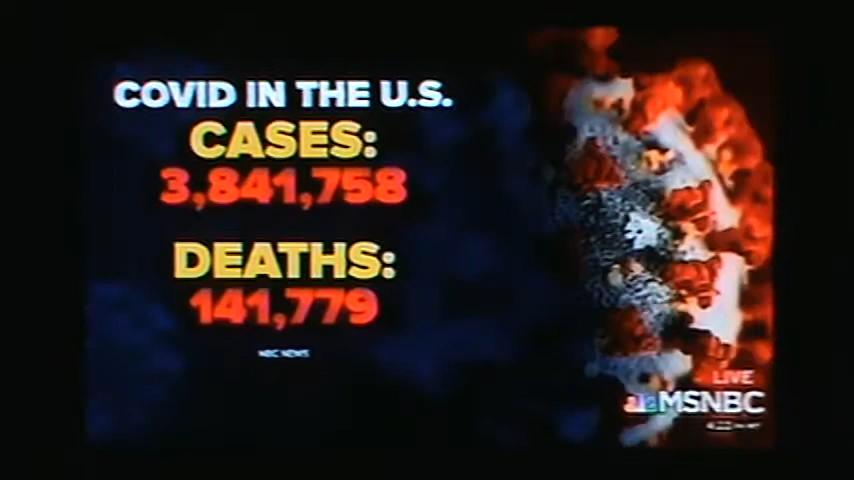 COVID IN THE U.S.
CASES:
3,841,758
DEATHS:
141,779
NBC NEWS
LIVE
MSNBC